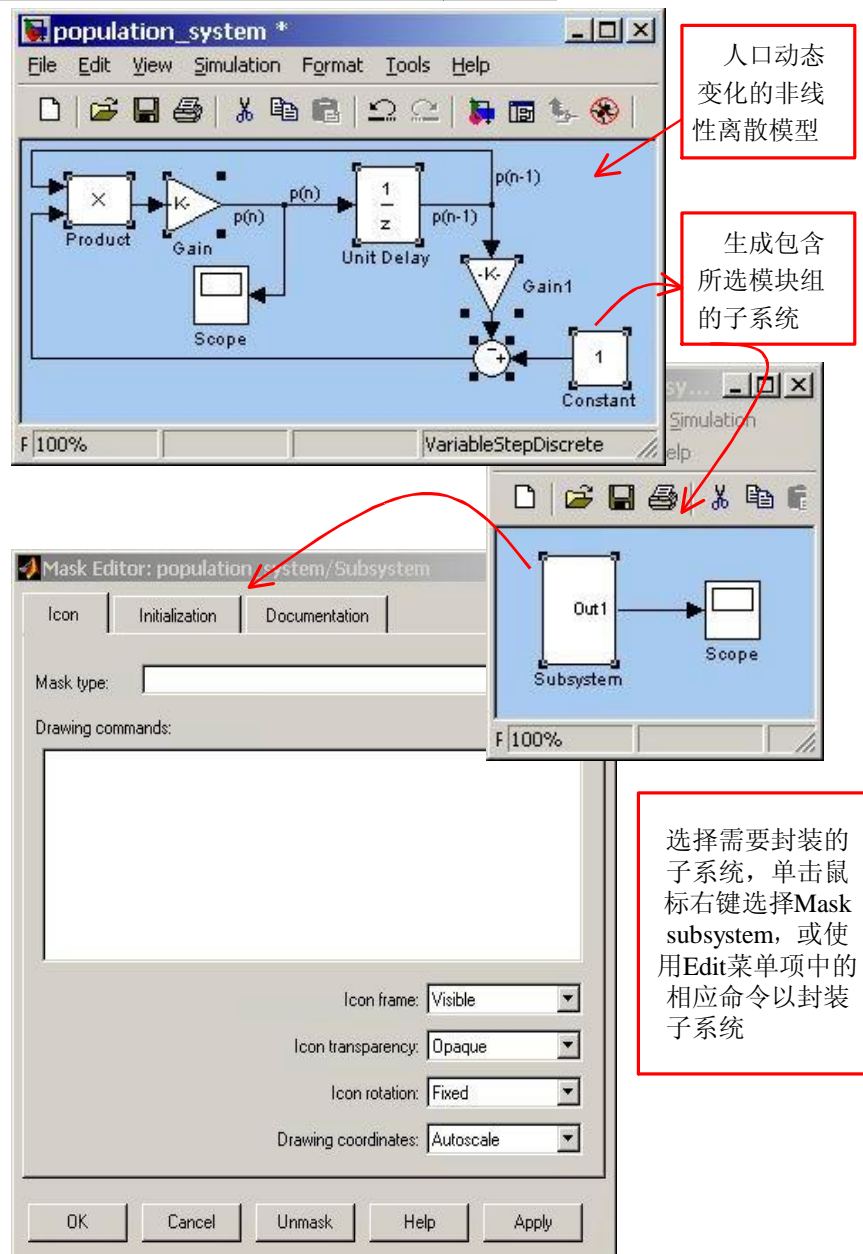 population_system *
File Edit View Simulation Format Tools Help
人口动态
变化的非线
性离散模型
×
Product
-K-
Gain
p(n)
p(n)
1
z
Unit Delay
p(n-1)
p(n-1)
-K-
Gain1
Scope
1
Constant
F 100%
VariableStepDiscrete
生成包含
所选模块组
的子系统
sy...
Simulation
elp
Out1
Subsystem
Scope
F 100%
Mask Editor: population_system/Subsystem
Icon Initialization Documentation
Mask type:
Drawing commands:
Icon frame: Visible
Icon transparency: Opaque
Icon rotation: Fixed
Drawing coordinates: Autoscale
OK Cancel Unmask Help Apply
选择需要封装的
子系统，单击鼠
标右键选择Mask
subsystem，或使
用Edit菜单项中的
相应命令以封装
子系统